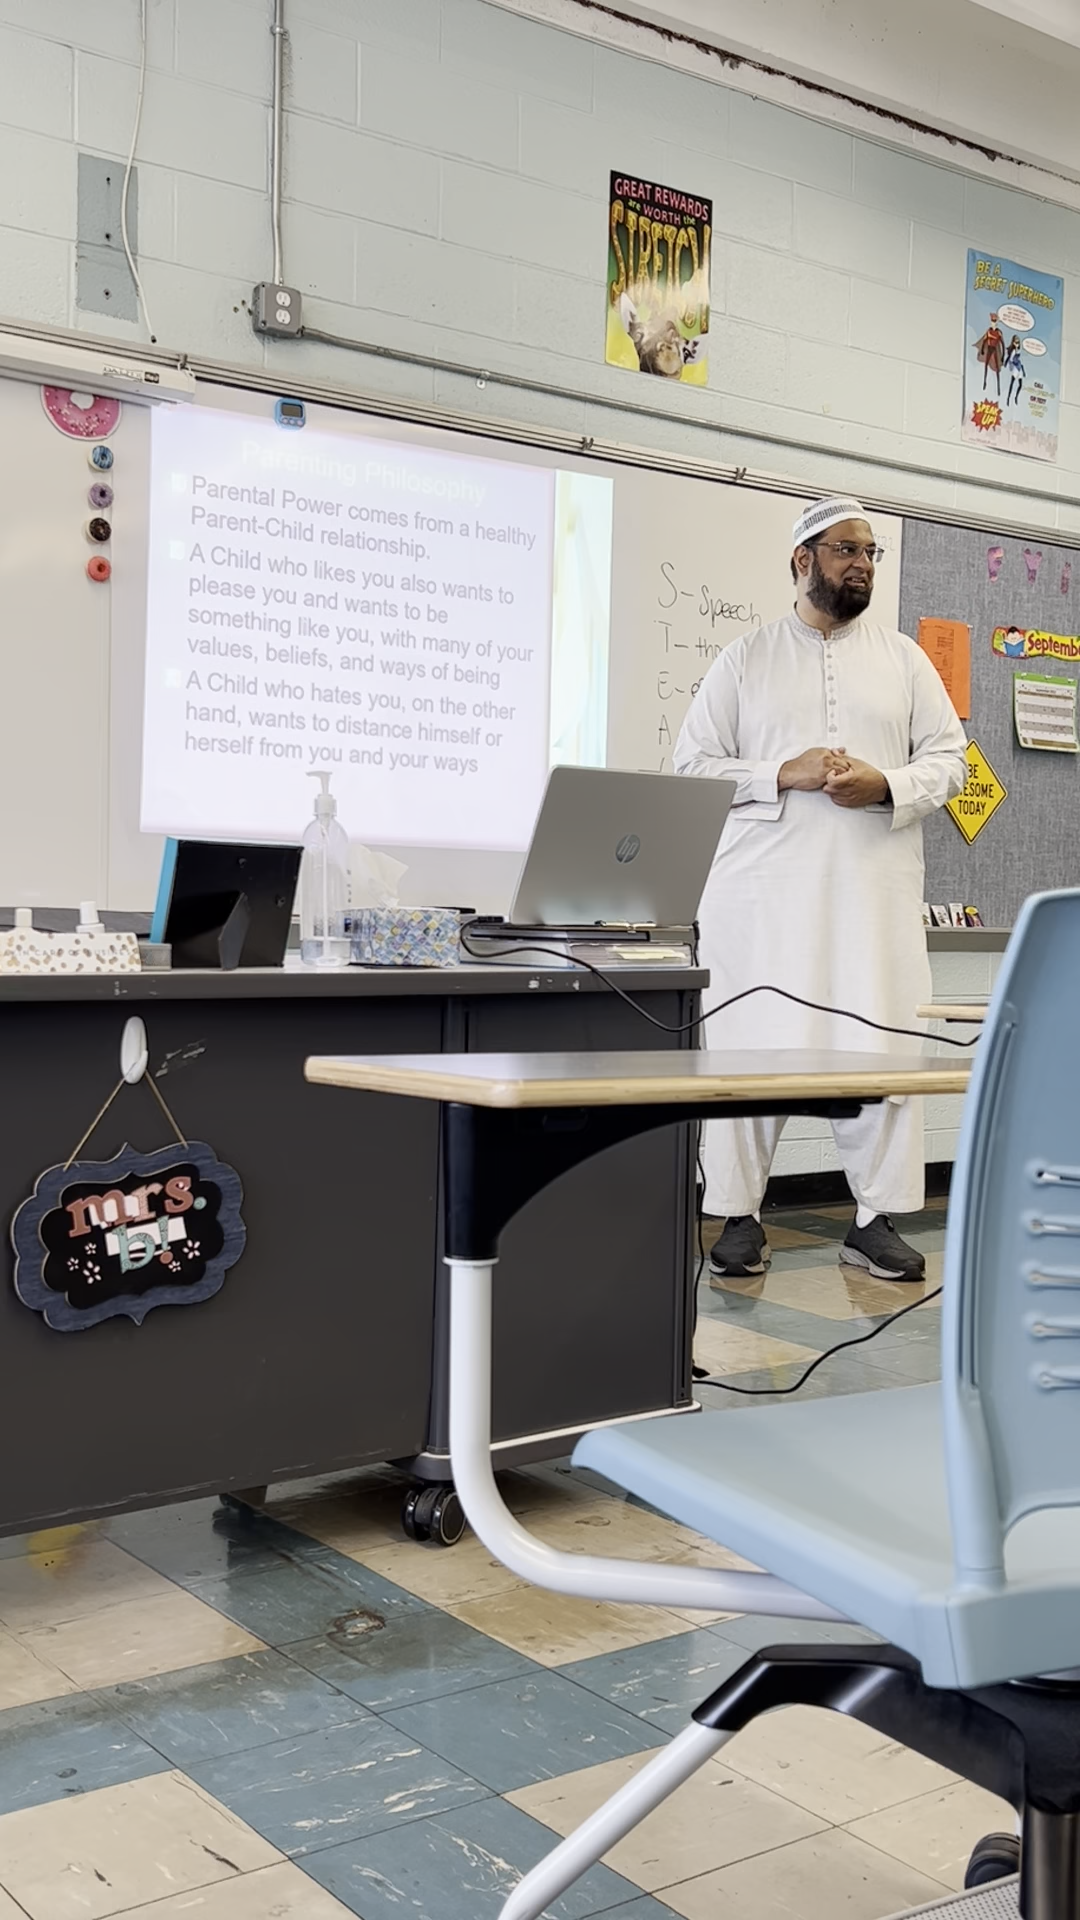 GREAT REWARDS
are WORTH the
STRETCH
BE A
SECRET SUPERHERO
SPEAK
UP!
Parenting Philosophy
Parental Power comes from a healthy
Parent-Child relationship.
A Child who likes you also wants to
please you and wants to be
something like you, with many of your
values, beliefs, and ways of being
A Child who hates you, on the other
hand, wants to distance himself or
herself from you and your ways
S - Speech
T - tho
E - e
A
September
BE
ESOME
TODAY
hp
mrs.
b!